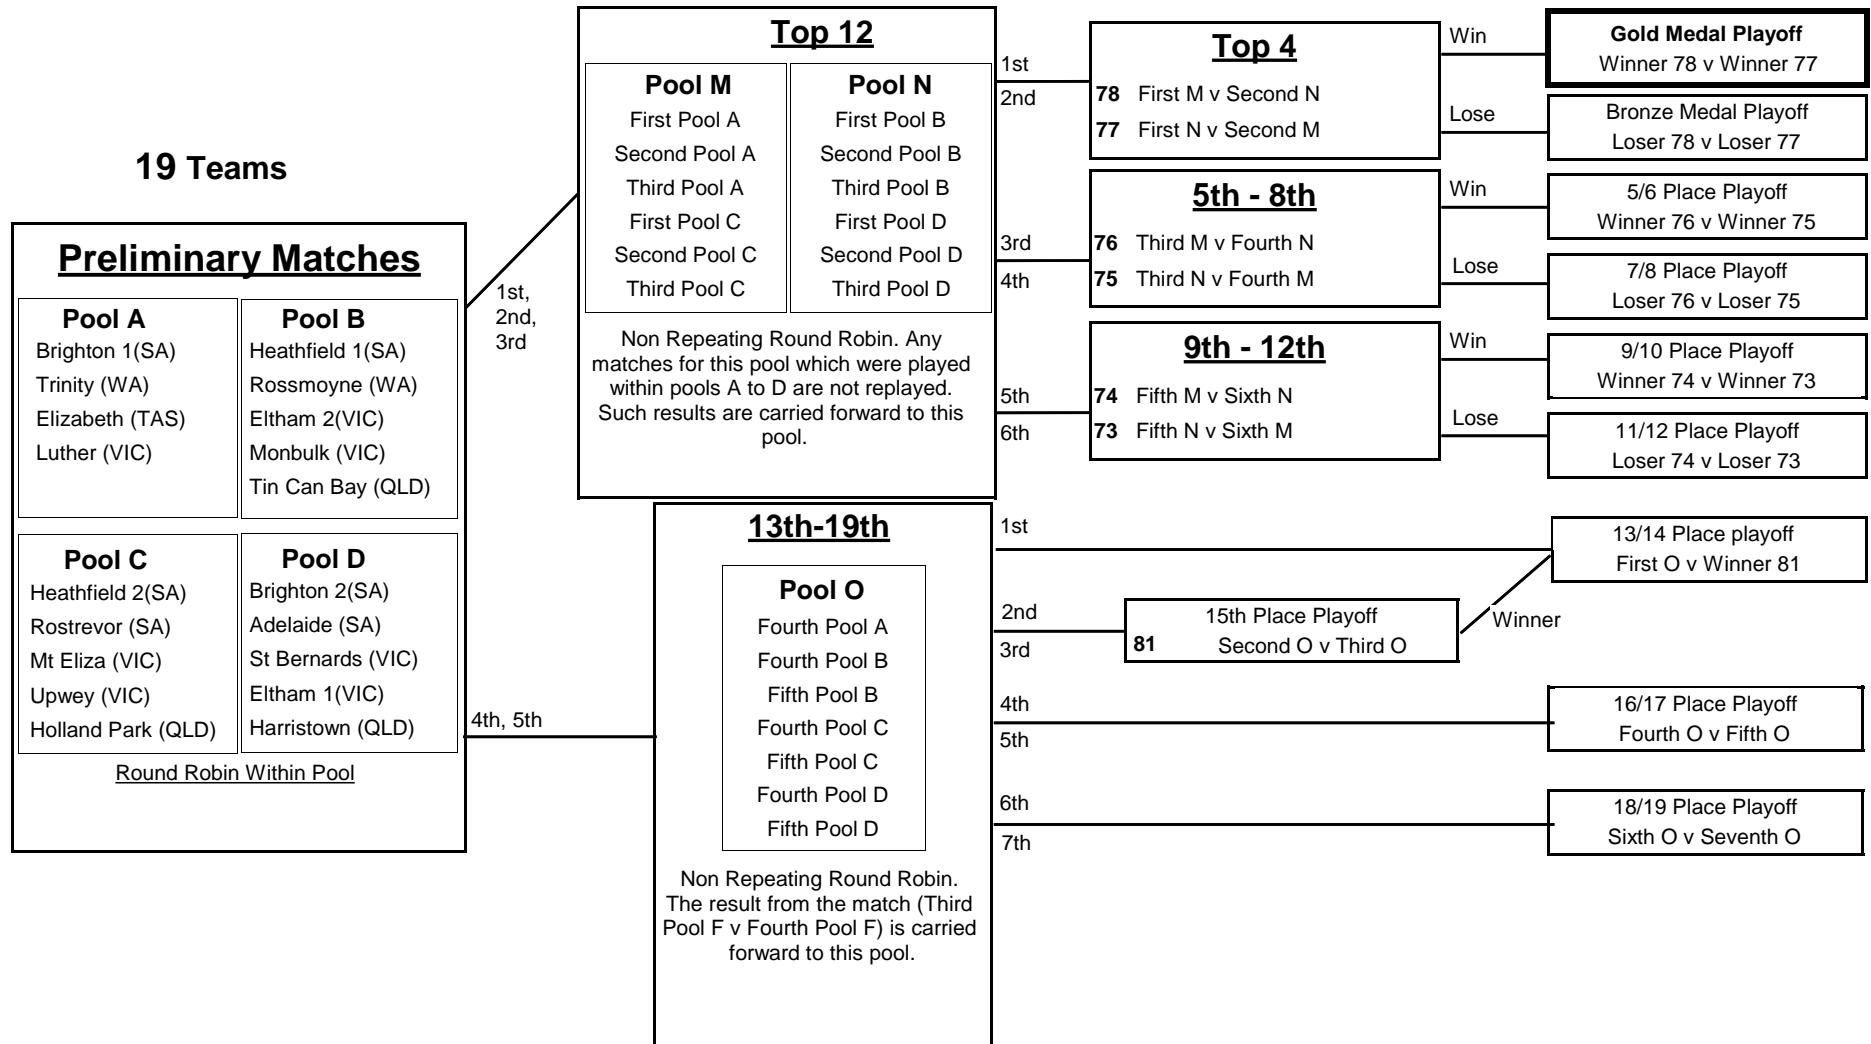 19 Teams
Preliminary Matches
Pool A
Brighton 1(SA)
Trinity (WA)
Elizabeth (TAS)
Luther (VIC)
Pool B
Heathfield 1(SA)
Rossmoyne (WA)
Eltham 2(VIC)
Monbulk (VIC)
Tin Can Bay (QLD)
Pool C
Heathfield 2(SA)
Rostrevor (SA)
Mt Eliza (VIC)
Upwey (VIC)
Holland Park (QLD)
Pool D
Brighton 2(SA)
Adelaide (SA)
St Bernards (VIC)
Eltham 1(VIC)
Harristown (QLD)
Round Robin Within Pool
1st,
2nd,
3rd
4th, 5th
Top 12
Pool M
First Pool A
Second Pool A
Third Pool A
First Pool C
Second Pool C
Third Pool C
Pool N
First Pool B
Second Pool B
Third Pool B
First Pool D
Second Pool D
Third Pool D
Non Repeating Round Robin. Any
matches for this pool which were played
within pools A to D are not replayed.
Such results are carried forward to this
pool.
13th-19th
Pool O
Fourth Pool A
Fourth Pool B
Fifth Pool B
Fourth Pool C
Fifth Pool C
Fourth Pool D
Fifth Pool D
Non Repeating Round Robin.
The result from the match (Third
Pool F v Fourth Pool F) is carried
forward to this pool.
1st
2nd
Top 4
78 First M v Second N
77 First N v Second M
Win
Lose
Gold Medal Playoff
Winner 78 v Winner 77
Bronze Medal Playoff
Loser 78 v Loser 77
3rd
4th
5th - 8th
76 Third M v Fourth N
75 Third N v Fourth M
Win
Lose
5/6 Place Playoff
Winner 76 v Winner 75
7/8 Place Playoff
Loser 76 v Loser 75
5th
6th
9th - 12th
74 Fifth M v Sixth N
73 Fifth N v Sixth M
Win
Lose
9/10 Place Playoff
Winner 74 v Winner 73
11/12 Place Playoff
Loser 74 v Loser 73
1st
13/14 Place playoff
First O v Winner 81
2nd
3rd
15th Place Playoff
81 Second O v Third O
Winner
4th
5th
16/17 Place Playoff
Fourth O v Fifth O
6th
7th
18/19 Place Playoff
Sixth O v Seventh O